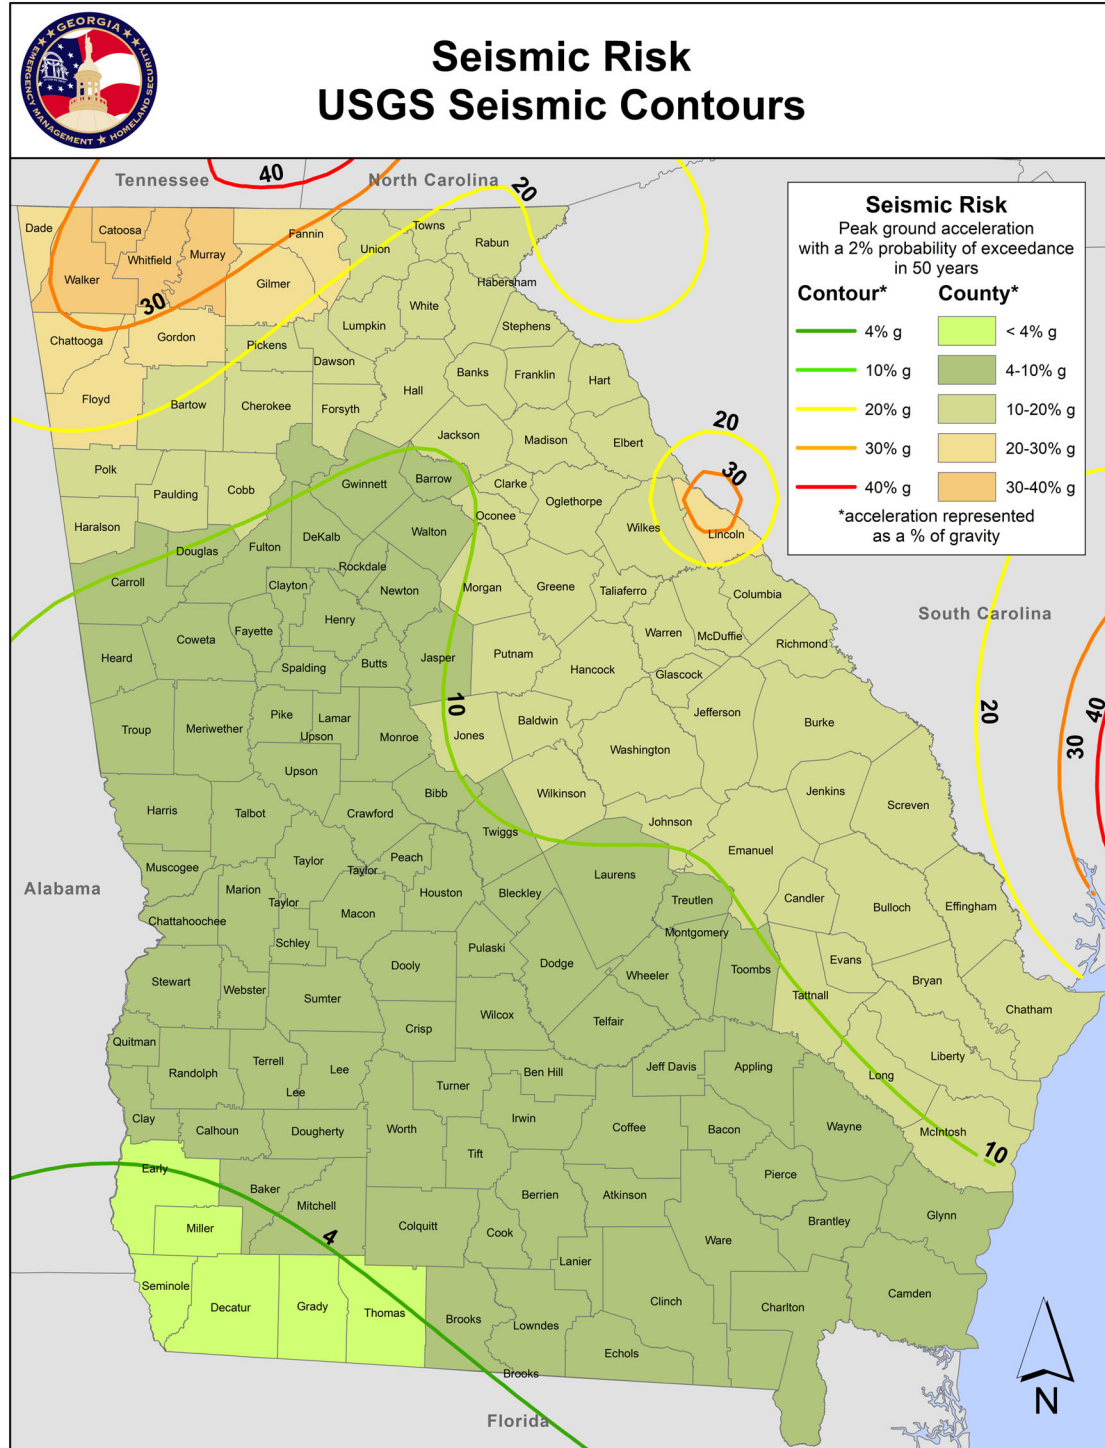 GEORGIA
EMERGENCY MANAGEMENT ★ HOMELAND SECURITY
Seismic Risk
USGS Seismic Contours
Tennessee
40
North Carolina
20
Seismic Risk
Peak ground acceleration
with a 2% probability of exceedance
in 50 years
Contour*
County*
4% g
< 4% g
10% g
4-10% g
20% g
10-20% g
30% g
20-30% g
40% g
30-40% g
*acceleration represented
as a % of gravity
Dade
Catoosa
Whitfield
Murray
Fannin
Union
Towns
Rabun
Walker
30
Gilmer
Habersham
Chattooga
Gordon
Pickens
Lumpkin
White
Stephens
Dawson
Banks
Franklin
Hart
Floyd
Bartow
Cherokee
Forsyth
Hall
20
Jackson
Madison
Elbert
30
Polk
Paulding
Cobb
Gwinnett
Barrow
Clarke
Oglethorpe
Haralson
Oconee
Wilkes
Lincoln
Douglas
Fulton
DeKalb
Walton
Rockdale
Carroll
Clayton
Newton
Morgan
Greene
Taliaferro
Columbia
South Carolina
Coweta
Fayette
Henry
Warren
McDuffie
Richmond
Heard
Spalding
Butts
Jasper
Putnam
Hancock
Glascock
10
20
40
30
Troup
Meriwether
Pike
Lamar
Upson
Monroe
Jones
Baldwin
Jefferson
Burke
Washington
Upson
Bibb
Wilkinson
Jenkins
Screven
Harris
Talbot
Crawford
Twiggs
Johnson
Emanuel
Muscogee
Taylor
Taylor
Peach
Laurens
Alabama
Marion
Taylor
Houston
Bleckley
Treutlen
Candler
Bulloch
Effingham
Chattahoochee
Macon
Schley
Pulaski
Montgomery
Stewart
Webster
Sumter
Dooly
Dodge
Wheeler
Toombs
Evans
Bryan
Tattnall
Chatham
Crisp
Wilcox
Telfair
Quitman
Randolph
Terrell
Lee
Lee
Turner
Ben Hill
Jeff Davis
Appling
Long
Liberty
Clay
Calhoun
Dougherty
Worth
Irwin
Coffee
Bacon
Wayne
McIntosh
10
Early
Tift
Pierce
Baker
Mitchell
Berrien
Atkinson
Miller
4
Colquitt
Cook
Brantley
Glynn
Lanier
Ware
Seminole
Decatur
Grady
Thomas
Brooks
Lowndes
Clinch
Charlton
Camden
Echols
Brooks
Florida
N